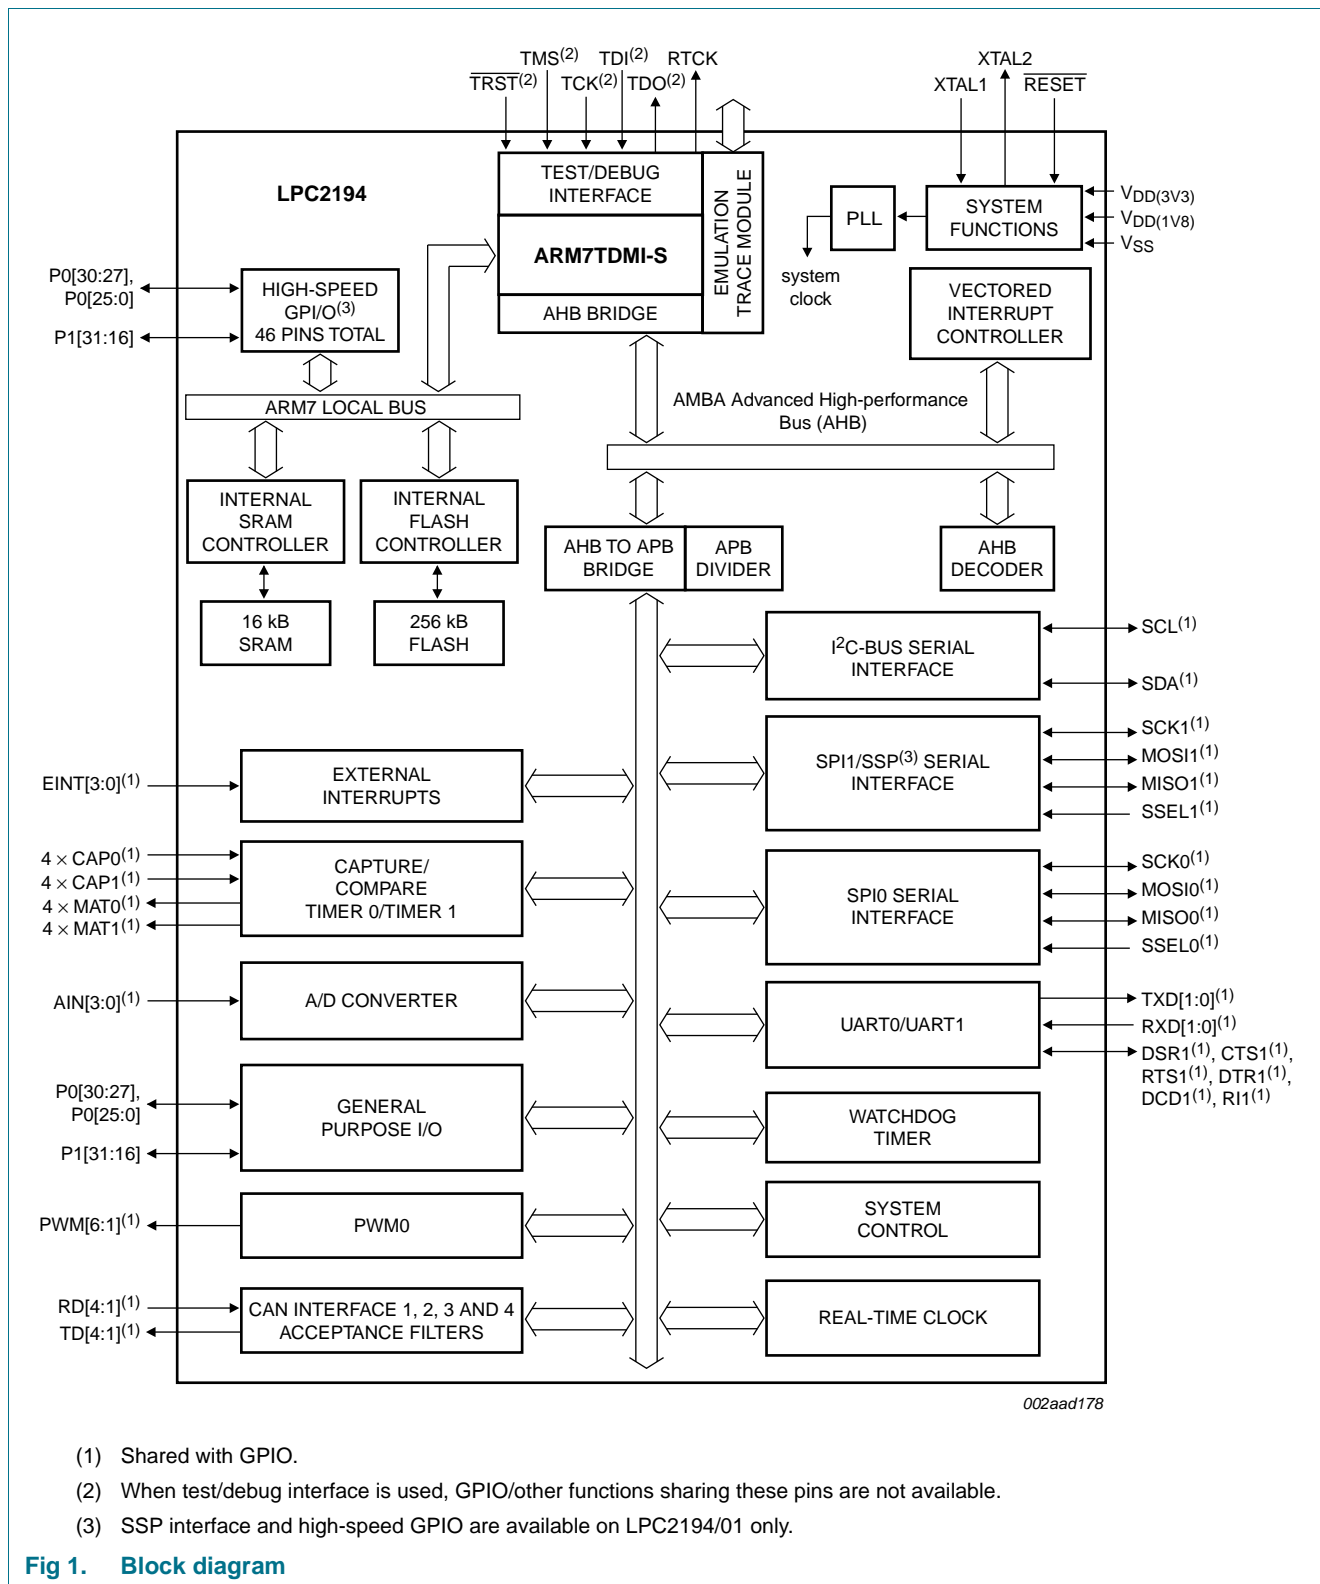 TMS(2) TDI(2) RTCK XTAL2
TRST(2) TCK(2) TDO(2) XTAL1 RESET
LPC2194
TEST/DEBUG
INTERFACE
ARM7TDMI-S
AHB BRIDGE
EMULATION
TRACE MODULE
PLL
system
clock
SYSTEM
FUNCTIONS
VDD(3V3)
VDD(1V8)
VSS
P0[30:27],
P0[25:0]
P1[31:16]
HIGH-SPEED
GPI/O(3)
46 PINS TOTAL
VECTORED
INTERRUPT
CONTROLLER
ARM7 LOCAL BUS
AMBA Advanced High-performance
Bus (AHB)
INTERNAL
SRAM
CONTROLLER
INTERNAL
FLASH
CONTROLLER
AHB TO APB
BRIDGE
APB
DIVIDER
AHB
DECODER
16 kB
SRAM
256 kB
FLASH
I2C-BUS SERIAL
INTERFACE
SCL(1)
SDA(1)
EINT[3:0](1)
EXTERNAL
INTERRUPTS
SPI1/SSP(3) SERIAL
INTERFACE
SCK1(1)
MOSI1(1)
MISO1(1)
SSEL1(1)
4 × CAP0(1)
4 × CAP1(1)
4 × MAT0(1)
4 × MAT1(1)
CAPTURE/
COMPARE
TIMER 0/TIMER 1
SPI0 SERIAL
INTERFACE
SCK0(1)
MOSI0(1)
MISO0(1)
SSEL0(1)
AIN[3:0](1)
A/D CONVERTER
UART0/UART1
TXD[1:0](1)
RXD[1:0](1)
DSR1(1), CTS1(1),
RTS1(1), DTR1(1),
DCD1(1), RI1(1)
P0[30:27],
P0[25:0]
P1[31:16]
GENERAL
PURPOSE I/O
WATCHDOG
TIMER
PWM[6:1](1)
PWM0
SYSTEM
CONTROL
RD[4:1](1)
TD[4:1](1)
CAN INTERFACE 1, 2, 3 AND 4
ACCEPTANCE FILTERS
REAL-TIME CLOCK
002aad178
(1) Shared with GPIO.
(2) When test/debug interface is used, GPIO/other functions sharing these pins are not available.
(3) SSP interface and high-speed GPIO are available on LPC2194/01 only.
Fig 1. Block diagram